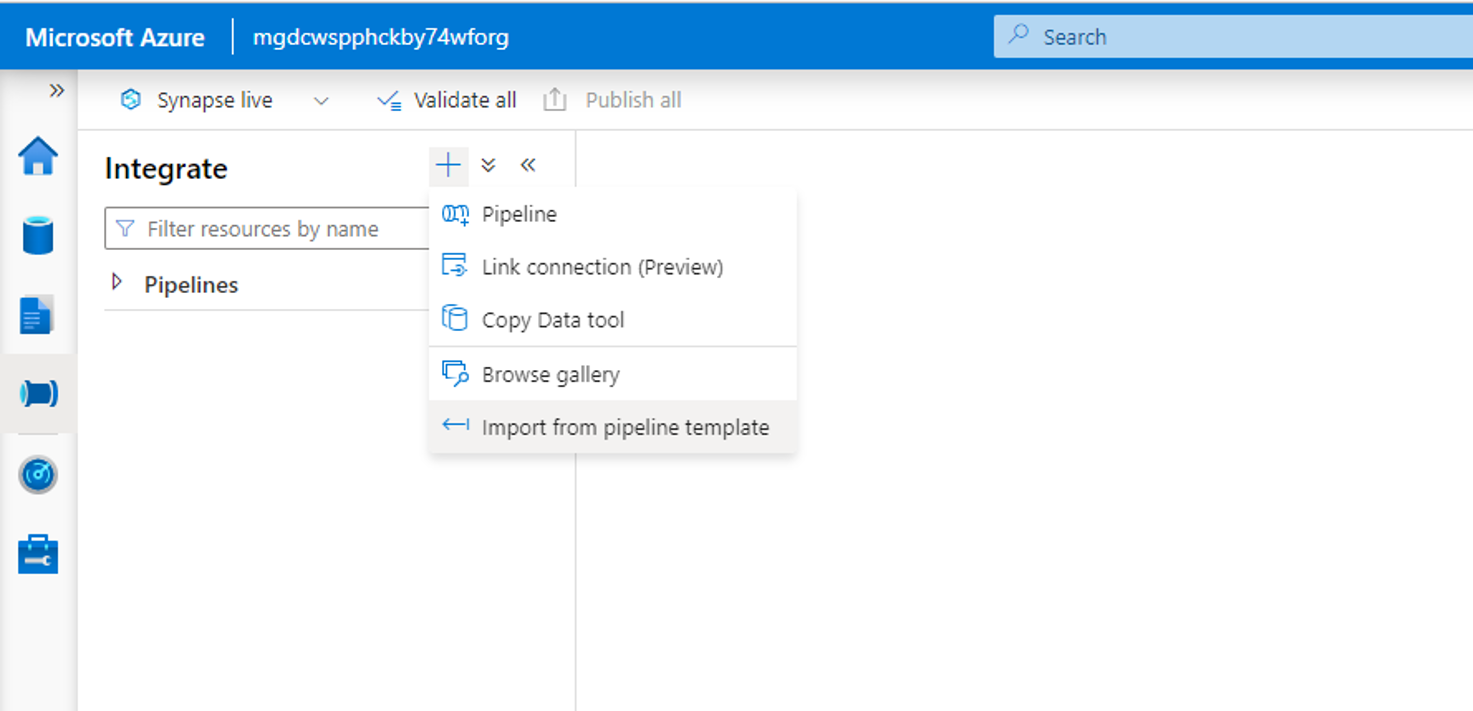 Microsoft Azure mgdcwspphckby74wforg Search
Synapse live Validate all Publish all
Integrate
Filter resources by name
Pipelines
Pipeline
Link connection (Preview)
Copy Data tool
Browse gallery
Import from pipeline template